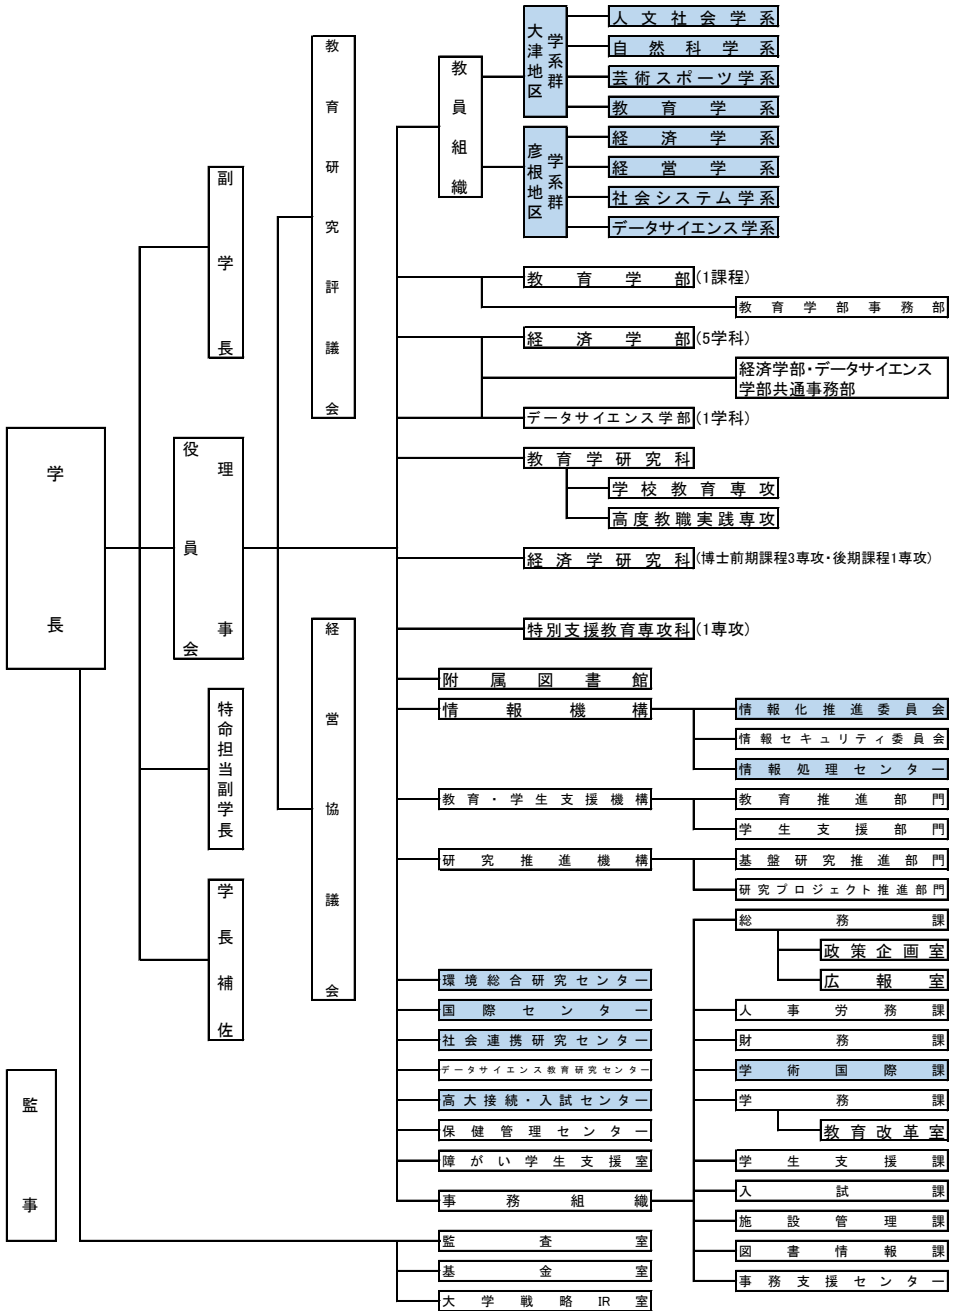 学長
監事
副学長
役員会
理事
特命担当副学長
学長補佐
教育研究評議会
経営協議会
教員組織
大津地区
学系群
人文社会学系
自然科学系
芸術スポーツ学系
教育学系
彦根地区
学系群
経済学系
経営学系
社会システム学系
データサイエンス学系
教育学部(1課程)
教育学部事務部
経済学部(5学科)
経済学部・データサイエンス
学部共通事務部
データサイエンス学部(1学科)
教育学研究科
学校教育専攻
高度教職実践専攻
経済学研究科(博士前期課程3専攻・後期課程1専攻)
特別支援教育専攻科(1専攻)
附属図書館
情報機構
情報化推進委員会
情報セキュリティ委員会
情報処理センター
教育・学生支援機構
教育推進部門
学生支援部門
研究推進機構
基盤研究推進部門
研究プロジェクト推進部門
環境総合研究センター
国際センター
社会連携研究センター
データサイエンス教育研究センター
高大接続・入試センター
保健管理センター
障がい学生支援室
事務組織
総務課
政策企画室
広報室
人事労務課
財務課
学術国際課
学務課
教育改革室
学生支援課
入試課
施設管理課
図書情報課
事務支援センター
監査室
基金室
大学戦略IR室